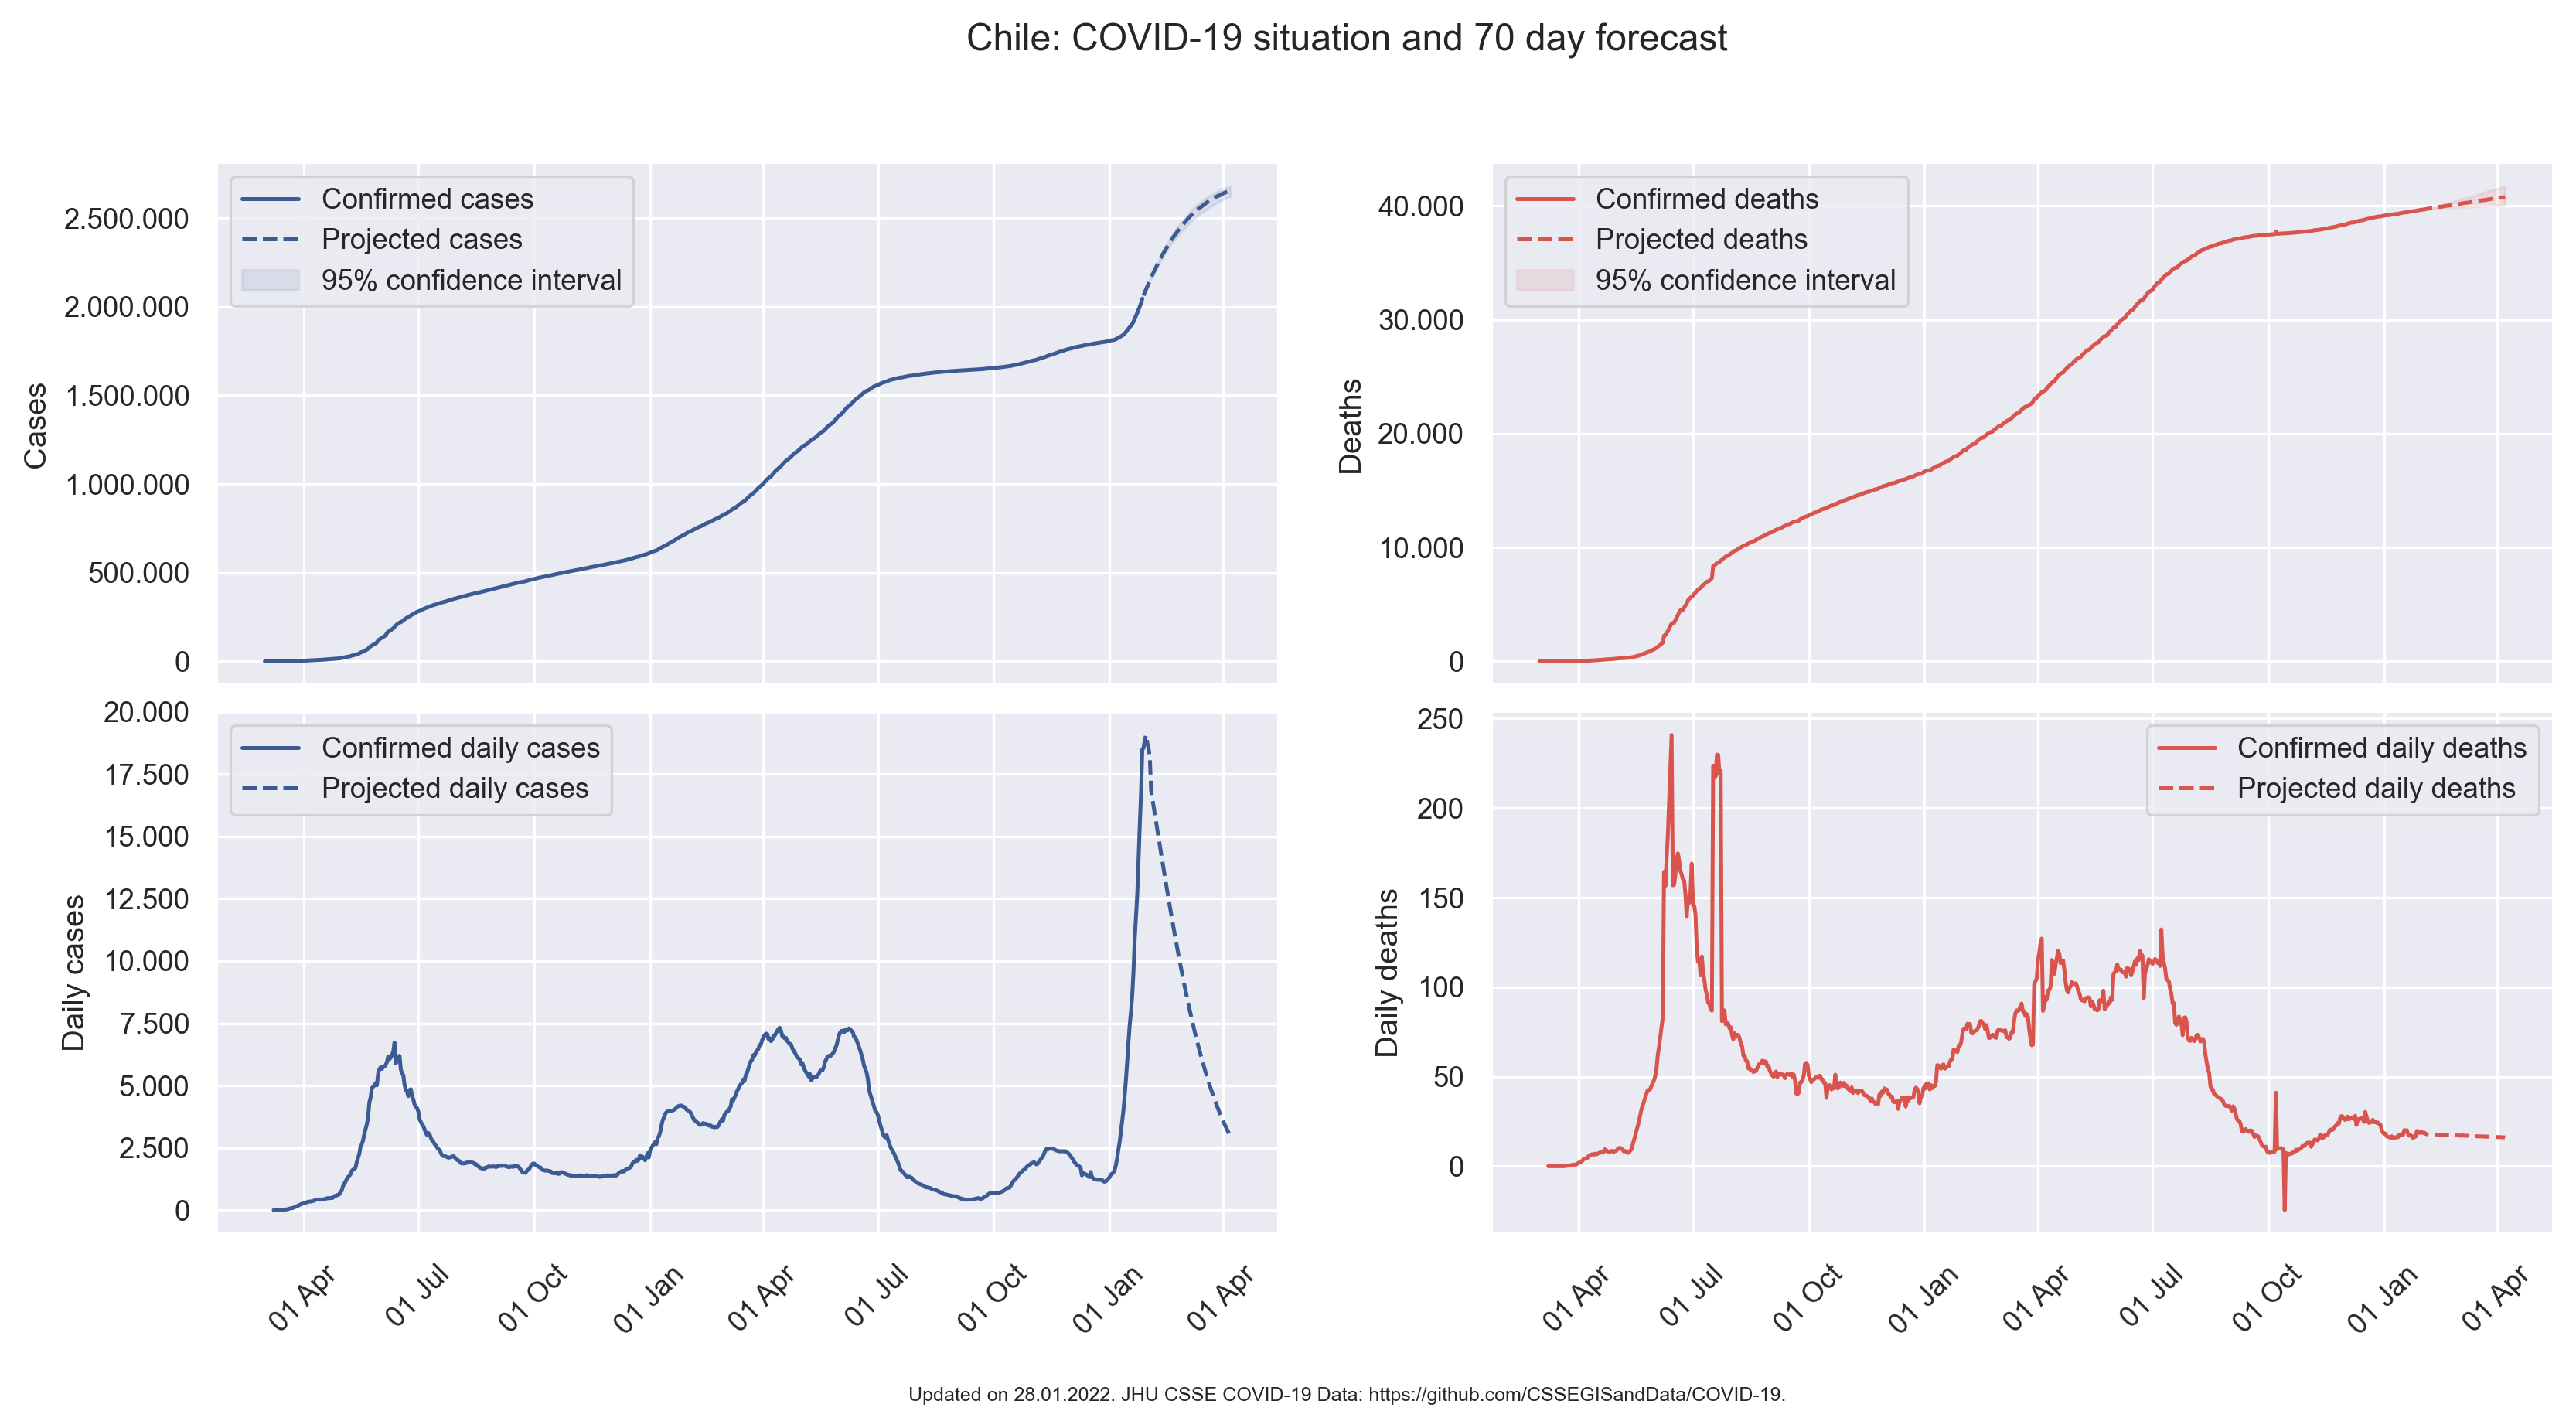 Chile: COVID-19 situation and 70 day forecast
Cases
2.500.000
2.000.000
1.500.000
1.000.000
500.000
0
Confirmed cases
Projected cases
95% confidence interval
Deaths
40.000
30.000
20.000
10.000
0
Confirmed deaths
Projected deaths
95% confidence interval
Daily cases
20.000
17.500
15.000
12.500
10.000
7.500
5.000
2.500
0
Confirmed daily cases
Projected daily cases
01 Apr
01 Jul
01 Oct
01 Jan
01 Apr
01 Jul
01 Oct
01 Jan
01 Apr
Daily deaths
250
200
150
100
50
0
Confirmed daily deaths
Projected daily deaths
01 Apr
01 Jul
01 Oct
01 Jan
01 Apr
01 Jul
01 Oct
01 Jan
01 Apr
Updated on 28.01.2022. JHU CSSE COVID-19 Data: https://github.com/CSSEGISandData/COVID-19.